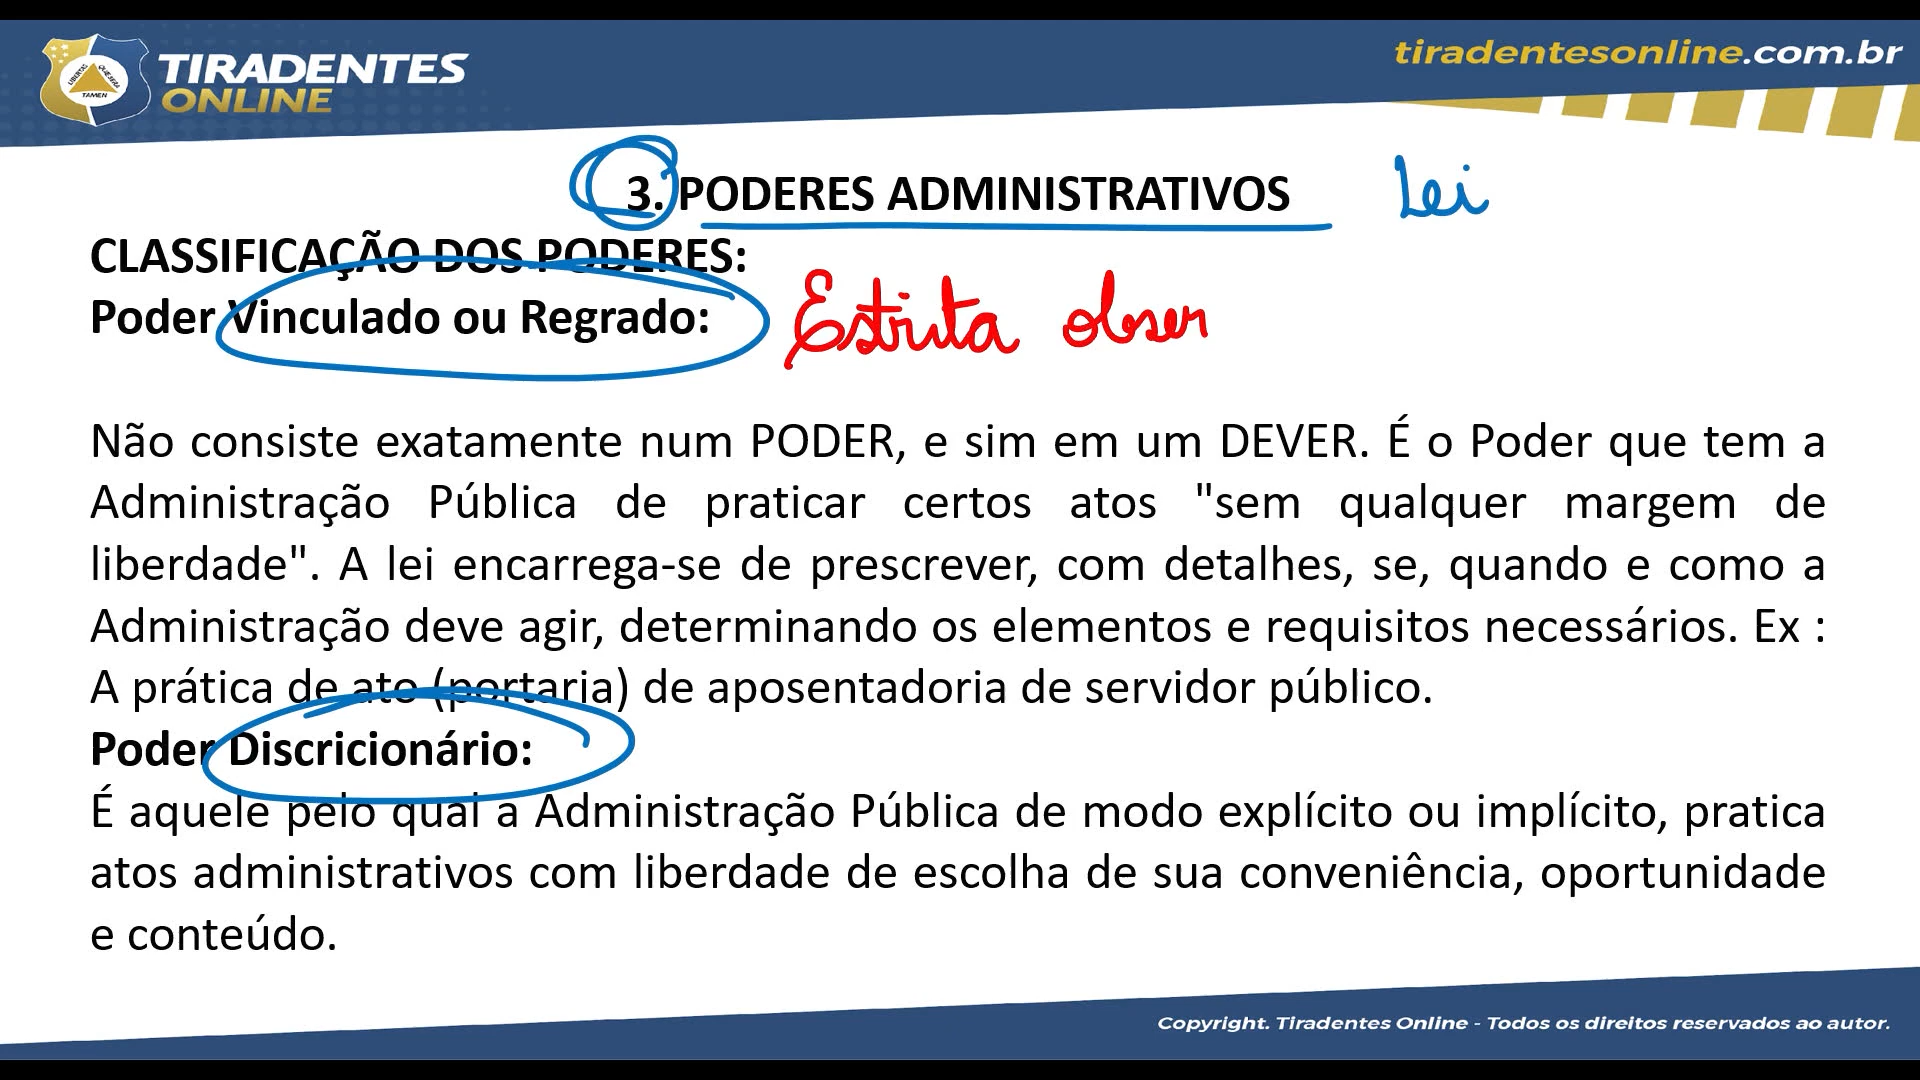 TIRADENTES
ONLINE
tiradentesonline.com.br
3. PODERES ADMINISTRATIVOS Lei
CLASSIFICAÇÃO DOS PODERES:
Poder Vinculado ou Regrado: Estrita obser
Não consiste exatamente num PODER, e sim em um DEVER. É o Poder que tem a
Administração Pública de praticar certos atos "sem qualquer margem de
liberdade". A lei encarrega-se de prescrever, com detalhes, se, quando e como a
Administração deve agir, determinando os elementos e requisitos necessários. Ex :
A prática de ato (portaria) de aposentadoria de servidor público.
Poder Discricionário:
É aquele pelo qual a Administração Pública de modo explícito ou implícito, pratica
atos administrativos com liberdade de escolha de sua conveniência, oportunidade
e conteúdo.
Copyright. Tiradentes Online - Todos os direitos reservados ao autor.